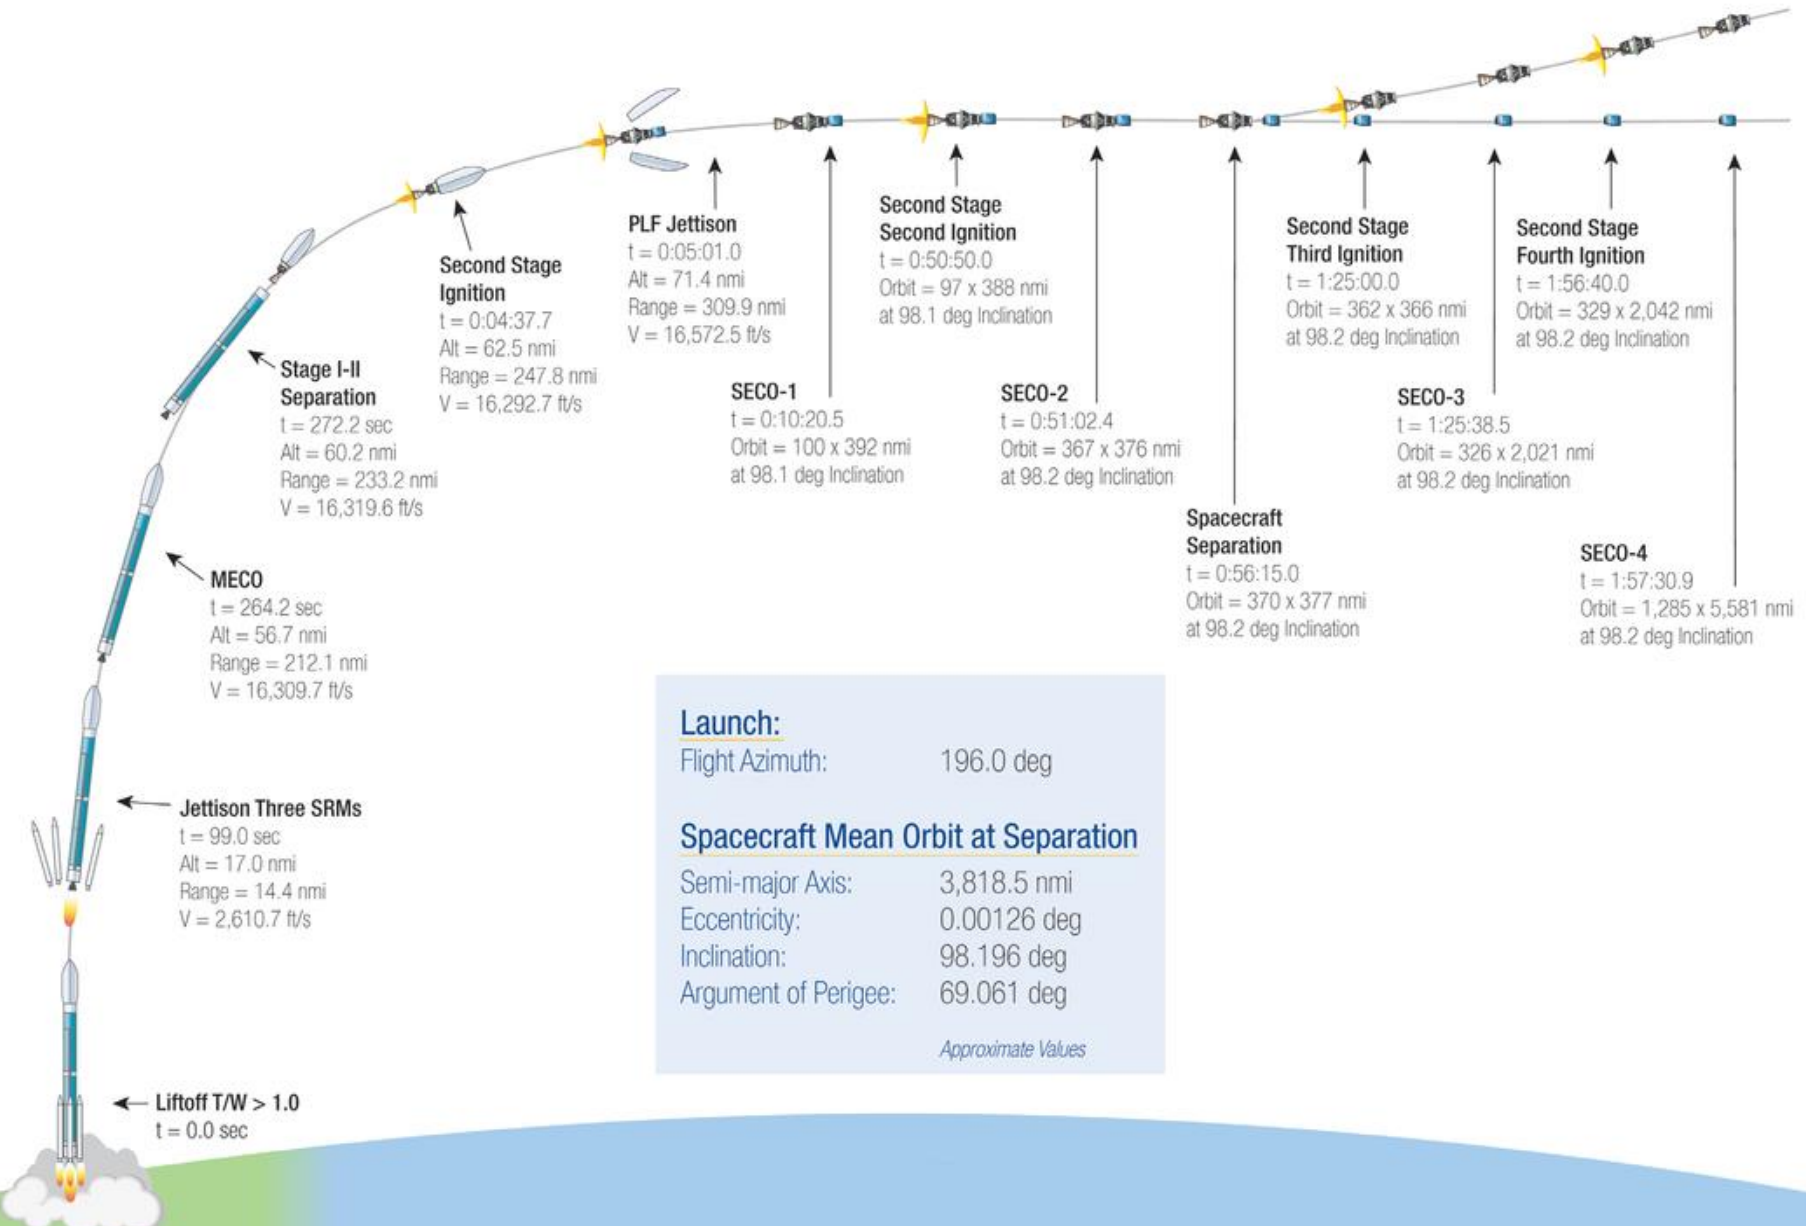 Liftoff T/W > 1.0
t = 0.0 sec
Jettison Three SRMs
t = 99.0 sec
Alt = 17.0 nmi
Range = 14.4 nmi
V = 2,610.7 ft/s
MECO
t = 264.2 sec
Alt = 56.7 nmi
Range = 212.1 nmi
V = 16,309.7 ft/s
Stage I-II
Separation
t = 272.2 sec
Alt = 60.2 nmi
Range = 233.2 nmi
V = 16,319.6 ft/s
Second Stage
Ignition
t = 0:04:37.7
Alt = 62.5 nmi
Range = 247.8 nmi
V = 16,292.7 ft/s
PLF Jettison
t = 0:05:01.0
Alt = 71.4 nmi
Range = 309.9 nmi
V = 16,572.5 ft/s
SECO-1
t = 0:10:20.5
Orbit = 100 x 392 nmi
at 98.1 deg Inclination
Second Stage
Second Ignition
t = 0:50:50.0
Orbit = 97 x 388 nmi
at 98.1 deg Inclination
SECO-2
t = 0:51:02.4
Orbit = 367 x 376 nmi
at 98.2 deg Inclination
Spacecraft
Separation
t = 0:56:15.0
Orbit = 370 x 377 nmi
at 98.2 deg Inclination
Second Stage
Third Ignition
t = 1:25:00.0
Orbit = 362 x 366 nmi
at 98.2 deg Inclination
SECO-3
t = 1:25:38.5
Orbit = 326 x 2,021 nmi
at 98.2 deg Inclination
Second Stage
Fourth Ignition
t = 1:56:40.0
Orbit = 329 x 2,042 nmi
at 98.2 deg Inclination
SECO-4
t = 1:57:30.9
Orbit = 1,285 x 5,581 nmi
at 98.2 deg Inclination
Launch:
Flight Azimuth: 196.0 deg
Spacecraft Mean Orbit at Separation
Semi-major Axis: 3,818.5 nmi
Eccentricity: 0.00126 deg
Inclination: 98.196 deg
Argument of Perigee: 69.061 deg
Approximate Values